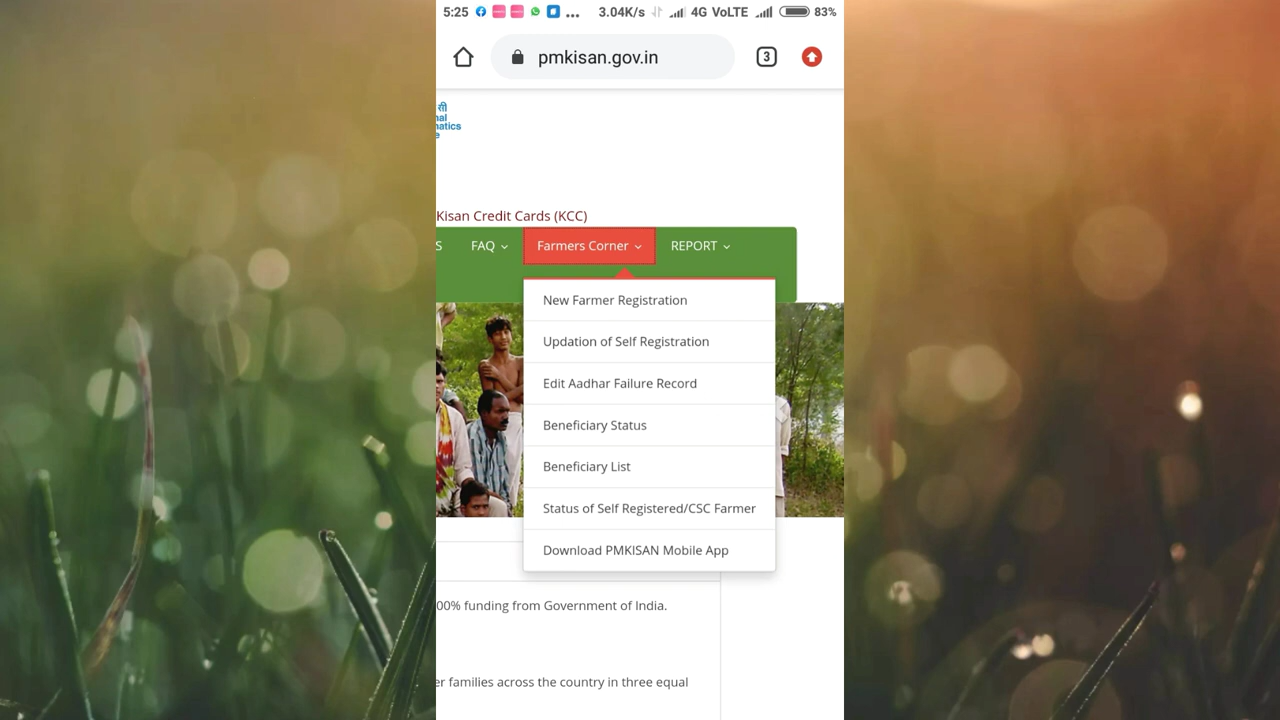 5:25 ... 3.04K/s 4G VoLTE 83%
pmkisan.gov.in 3
सी
nal
natics
e
Kisan Credit Cards (KCC)
S FAQ Farmers Corner REPORT
New Farmer Registration
Updation of Self Registration
Edit Aadhar Failure Record
Beneficiary Status
Beneficiary List
Status of Self Registered/CSC Farmer
Download PMKISAN Mobile App
00% funding from Government of India.
er families across the country in three equal